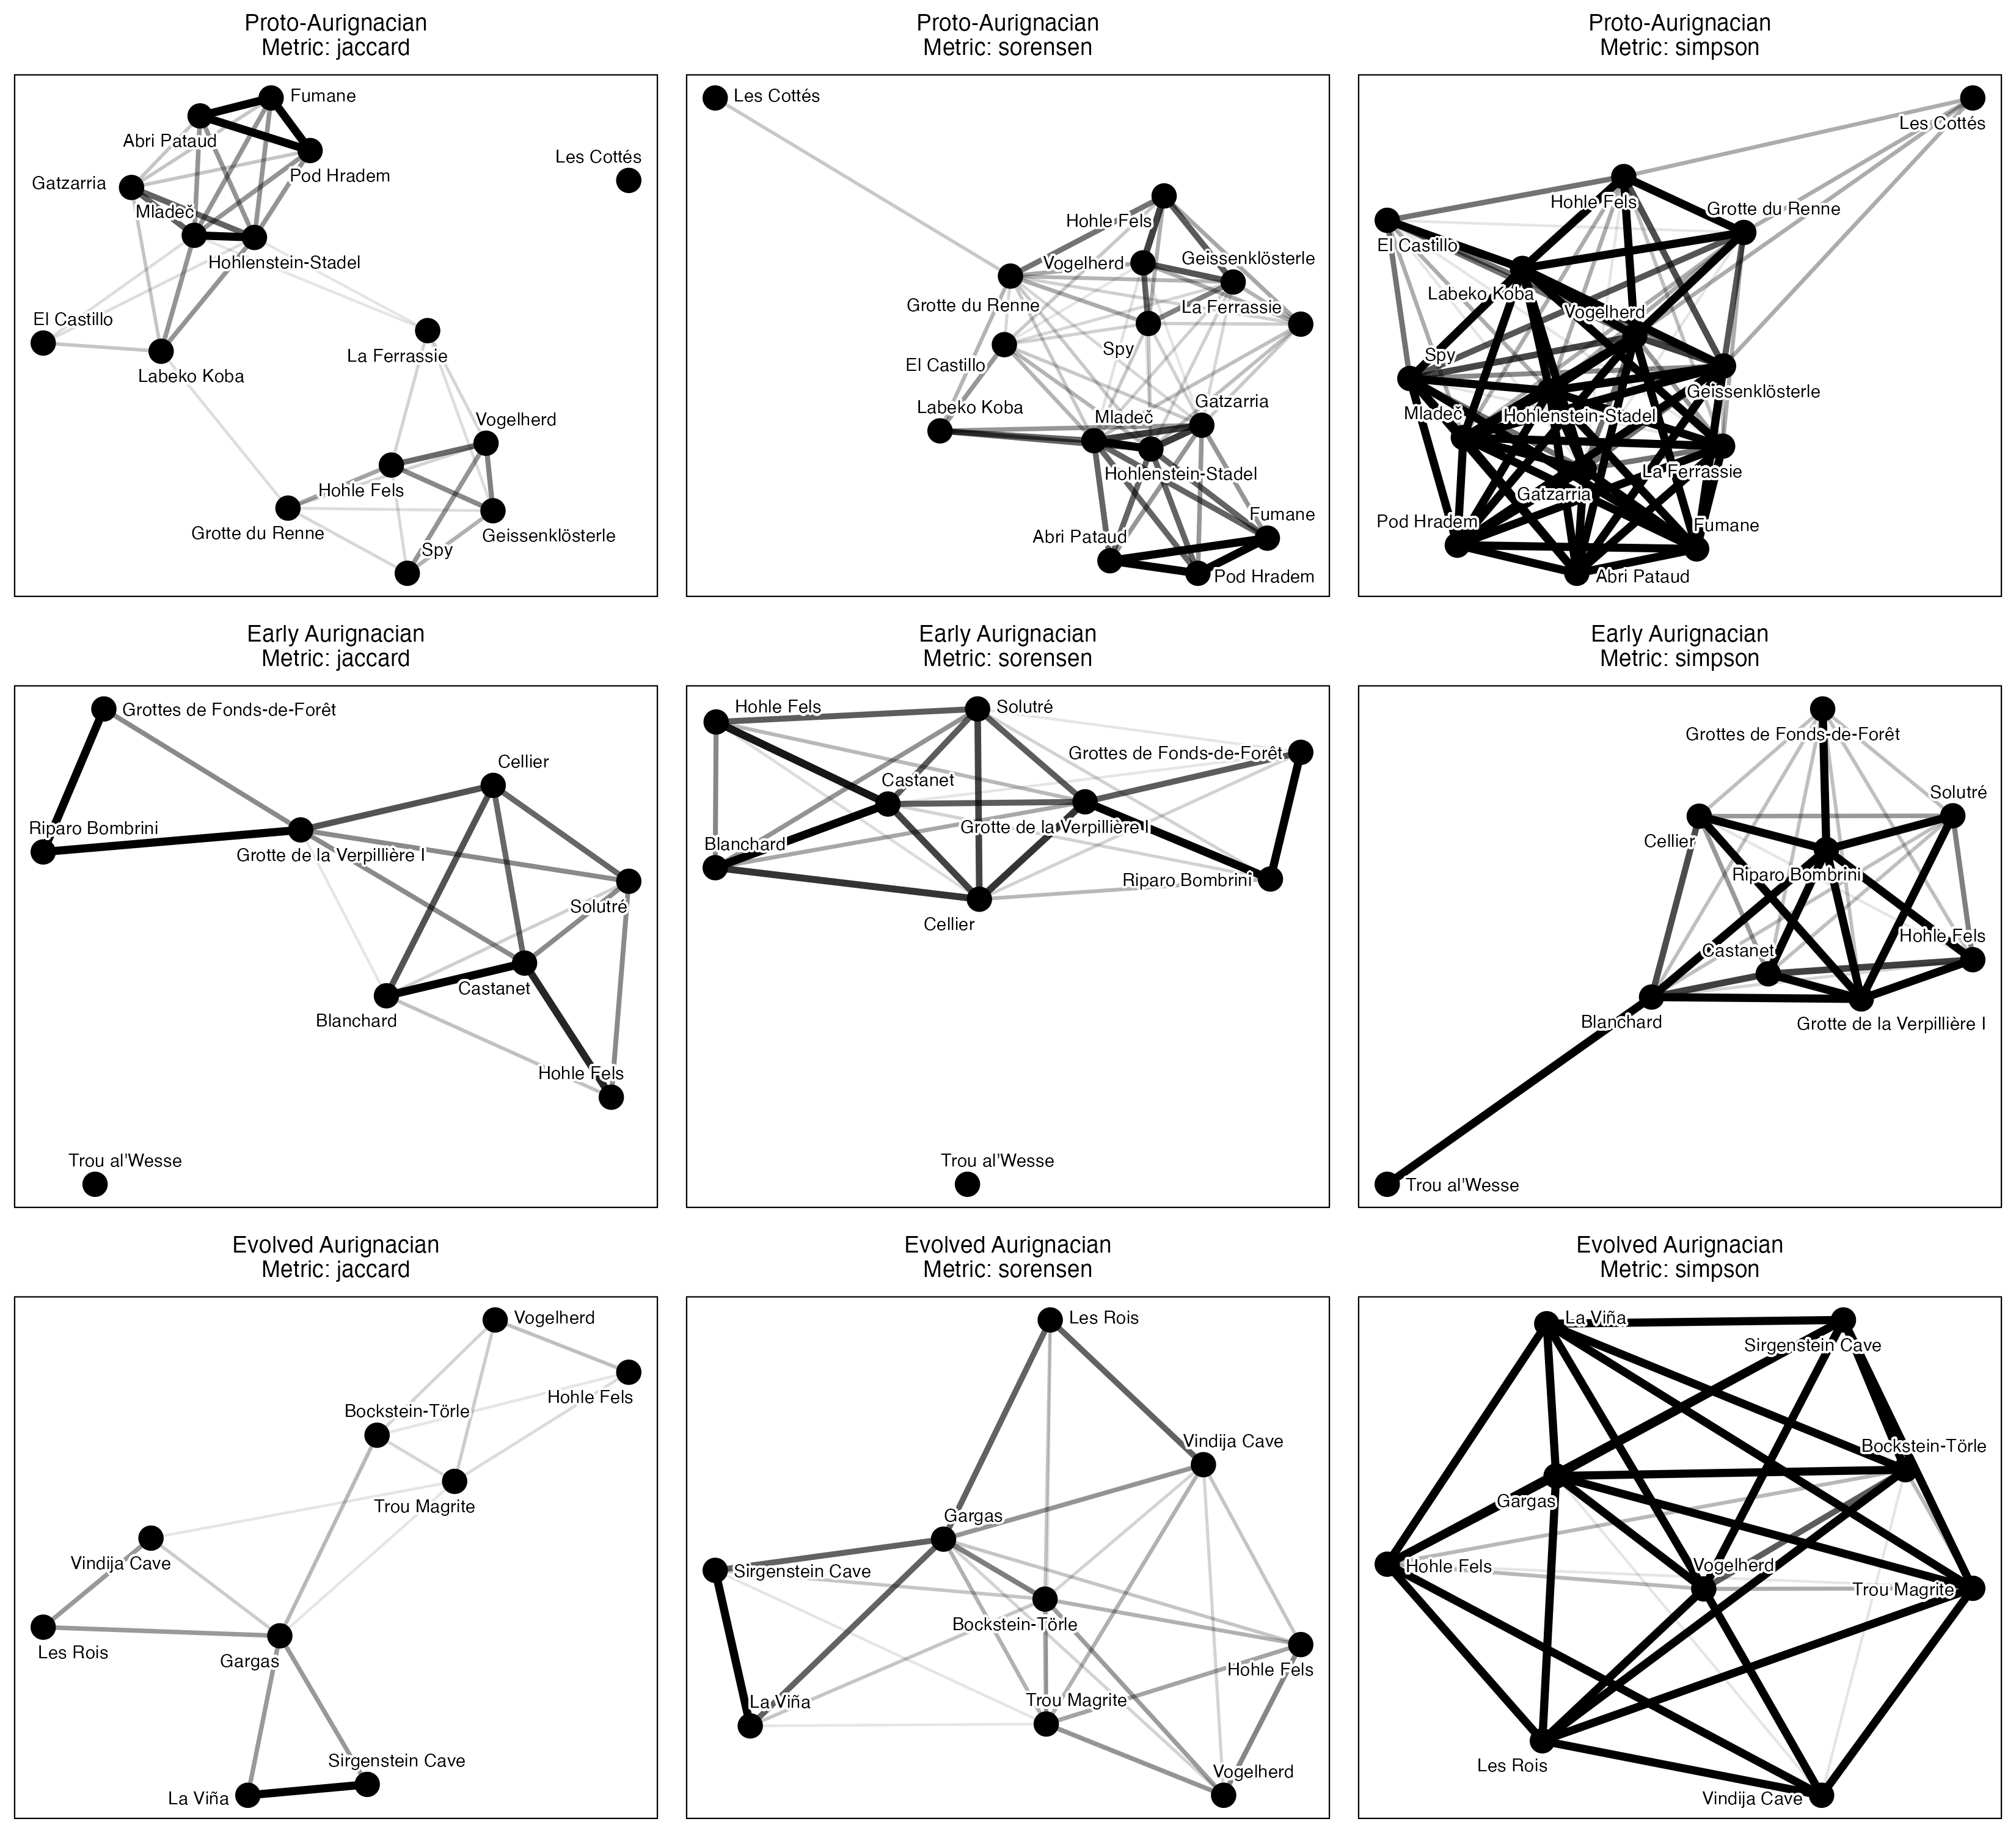 Proto-Aurignacian
Metric: jaccard
Fumane
Abri Pataud
Les Cottés
Pod Hradem
Gatzarria
Mladeč
Hohlenstein-Stadel
El Castillo
La Ferrassie
Labeko Koba
Vogelherd
Hohle Fels
Grotte du Renne
Geissenklösterle
Spy
Proto-Aurignacian
Metric: sorensen
Les Cottés
Hohle Fels
Vogelherd
Geissenklösterle
Grotte du Renne
La Ferrassie
Spy
El Castillo
Labeko Koba
Gatzarria
Mladeč
Hohlenstein-Stadel
Fumane
Abri Pataud
Pod Hradem
Proto-Aurignacian
Metric: simpson
Les Cottés
Hohle Fels
Grotte du Renne
El Castillo
Labeko Koba
Vogelherd
Spy
Geissenklösterle
Mladeč
Hohlenstein-Stadel
La Ferrassie
Gatzarria
Pod Hradem
Fumane
Abri Pataud
Early Aurignacian
Metric: jaccard
Grottes de Fonds-de-Forêt
Cellier
Riparo Bombrini
Grotte de la Verpillière I
Solutré
Castanet
Blanchard
Hohle Fels
Trou al'Wesse
Early Aurignacian
Metric: sorensen
Hohle Fels
Solutré
Grottes de Fonds-de-Forêt
Castanet
Grotte de la Verpillière I
Blanchard
Riparo Bombrini
Cellier
Trou al'Wesse
Early Aurignacian
Metric: simpson
Grottes de Fonds-de-Forêt
Solutré
Cellier
Riparo Bombrini
Hohle Fels
Castanet
Blanchard
Grotte de la Verpillière I
Trou al'Wesse
Evolved Aurignacian
Metric: jaccard
Vogelherd
Hohle Fels
Bockstein-Törle
Trou Magrite
Vindija Cave
Les Rois
Gargas
Sirgenstein Cave
La Viña
Evolved Aurignacian
Metric: sorensen
Les Rois
Vindija Cave
Gargas
Sirgenstein Cave
Bockstein-Törle
Hohle Fels
La Viña
Trou Magrite
Vogelherd
Evolved Aurignacian
Metric: simpson
La Viña
Sirgenstein Cave
Bockstein-Törle
Gargas
Hohle Fels
Vogelherd
Trou Magrite
Les Rois
Vindija Cave